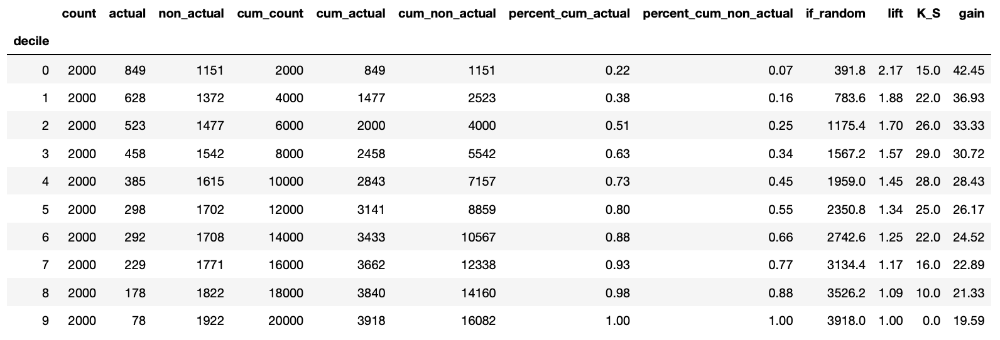 count actual non_actual cum_count cum_actual cum_non_actual percent_cum_actual percent_cum_non_actual if_random lift K_S gain
decile
0 2000 849 1151 2000 849 1151 0.22 0.07 391.8 2.17 15.0 42.45
1 2000 628 1372 4000 1477 2523 0.38 0.16 783.6 1.88 22.0 36.93
2 2000 523 1477 6000 2000 4000 0.51 0.25 1175.4 1.70 26.0 33.33
3 2000 458 1542 8000 2458 5542 0.63 0.34 1567.2 1.57 29.0 30.72
4 2000 385 1615 10000 2843 7157 0.73 0.45 1959.0 1.45 28.0 28.43
5 2000 298 1702 12000 3141 8859 0.80 0.55 2350.8 1.34 25.0 26.17
6 2000 292 1708 14000 3433 10567 0.88 0.66 2742.6 1.25 22.0 24.52
7 2000 229 1771 16000 3662 12338 0.93 0.77 3134.4 1.17 16.0 22.89
8 2000 178 1822 18000 3840 14160 0.98 0.88 3526.2 1.09 10.0 21.33
9 2000 78 1922 20000 3918 16082 1.00 1.00 3918.0 1.00 0.0 19.59